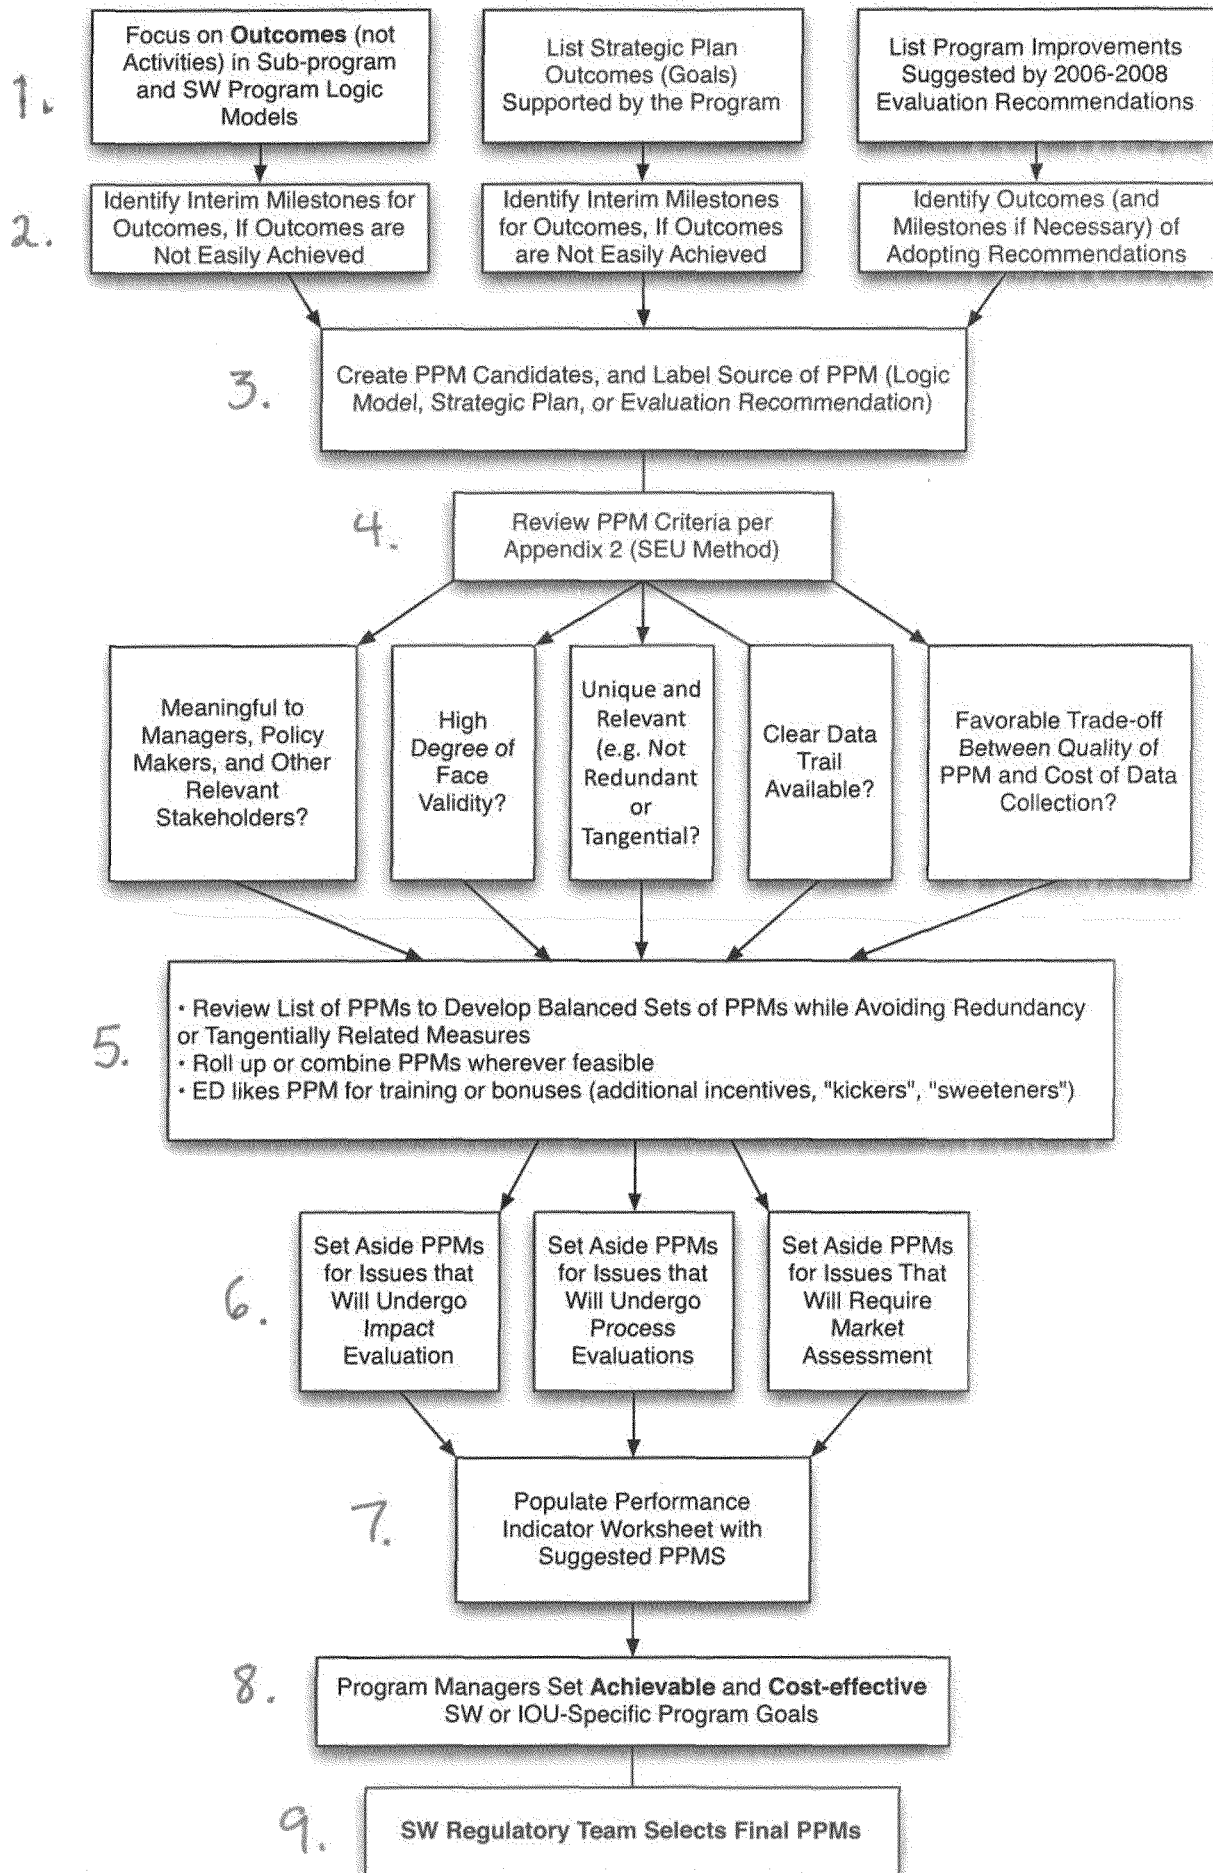 1.
Focus on Outcomes (not
Activities) in Sub-program
and SW Program Logic
Models
List Strategic Plan
Outcomes (Goals)
Supported by the Program
List Program Improvements
Suggested by 2006-2008
Evaluation Recommendations
2.
Identify Interim Milestones for
Outcomes, If Outcomes are
Not Easily Achieved
Identify Interim Milestones
for Outcomes, If Outcomes
are Not Easily Achieved
Identify Outcomes (and
Milestones if Necessary) of
Adopting Recommendations
3.
Create PPM Candidates, and Label Source of PPM (Logic
Model, Strategic Plan, or Evaluation Recommendation)
4.
Review PPM Criteria per
Appendix 2 (SEU Method)
Meaningful to
Managers, Policy
Makers, and Other
Relevant
Stakeholders?
High
Degree of
Face
Validity?
Unique and
Relevant
(e.g. Not
Redundant
or
Tangential?
Clear Data
Trail
Available?
Favorable Trade-off
Between Quality of
PPM and Cost of Data
Collection?
5.
• Review List of PPMs to Develop Balanced Sets of PPMs while Avoiding Redundancy
or Tangentially Related Measures
• Roll up or combine PPMs wherever feasible
• ED likes PPM for training or bonuses (additional incentives, "kickers", "sweeteners")
6.
Set Aside PPMs
for Issues that
Will Undergo
Impact
Evaluation
Set Aside PPMs
for Issues that
Will Undergo
Process
Evaluations
Set Aside PPMs
for Issues That
Will Require
Market
Assessment
7.
Populate Performance
Indicator Worksheet with
Suggested PPMS
8.
Program Managers Set Achievable and Cost-effective
SW or IOU-Specific Program Goals
9.
SW Regulatory Team Selects Final PPMs